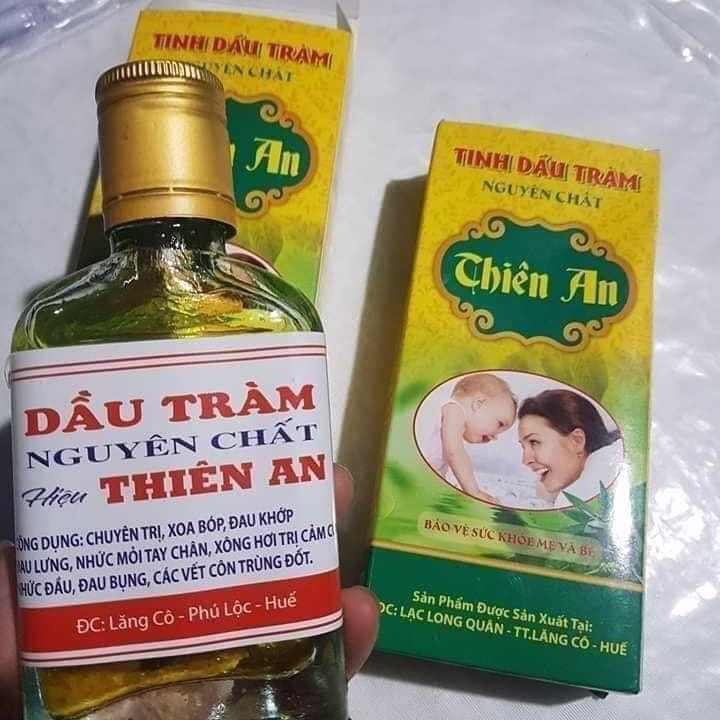 TINH DẦU TRÀM
NGUYÊN CHẤT
An
DẦU TRÀM
NGUYÊN CHẤT
Hiệu THIÊN AN
CÔNG DỤNG: CHUYÊN TRỊ, XOA BÓP, ĐAU KHỚP
ĐAU LƯNG, NHỨC MỎI TAY CHÂN, XÔNG HƠI TRỊ CẢM
NHỨC ĐẦU, ĐAU BỤNG, CÁC VẾT CÔN TRÙNG ĐỐT.
ĐC: Lăng Cô - Phú Lộc - Huế
TINH DẦU TRÀM
NGUYÊN CHẤT
Thiên An
BẢO VỆ SỨC KHỎE MẸ VÀ BÉ
Sản Phẩm Được Sản Xuất Tại:
ĐC: LẠC LONG QUÂN - TT.LĂNG CÔ - HUẾ